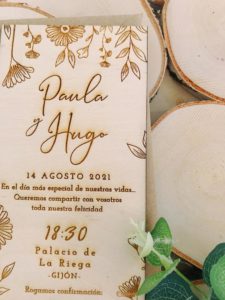 Paula
y Hugo
14 AGOSTO 2021
En el día más especial de nuestras vidas...
Queremos compartir con vosotros
toda nuestra felicidad
18:30
Palacio de
La Riega
-GIJÓN-
Rogamos confirmación: